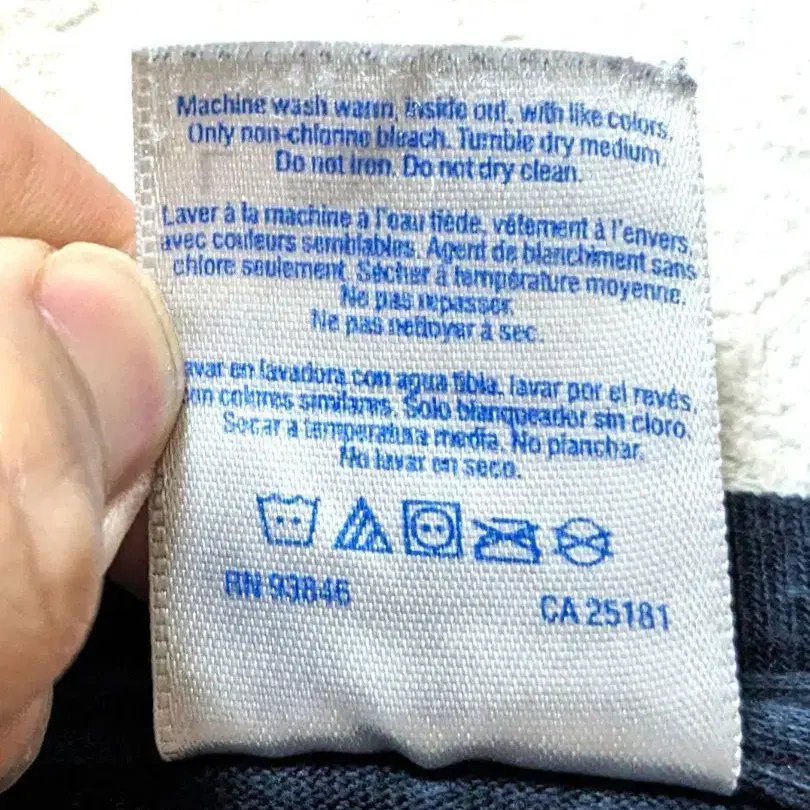 Machine wash warm, inside out, with like colors.
Only non-chlorine bleach. Tumble dry medium.
Do not iron. Do not dry clean.
Laver à la machine à l'eau tiède, vêtement à l'envers,
avec couleurs semblables. Agent de blanchiment sans
chlore seulement. Sécher à température moyenne.
Ne pas repasser.
Ne pas nettoyer à sec.
avar en lavadora con agua tibia, lavar por el revés,
on colores similares. Solo blanqueador sin cloro.
Secar a temperatura media. No planchar.
No lavar en seco.
RN 93846
CA 25181